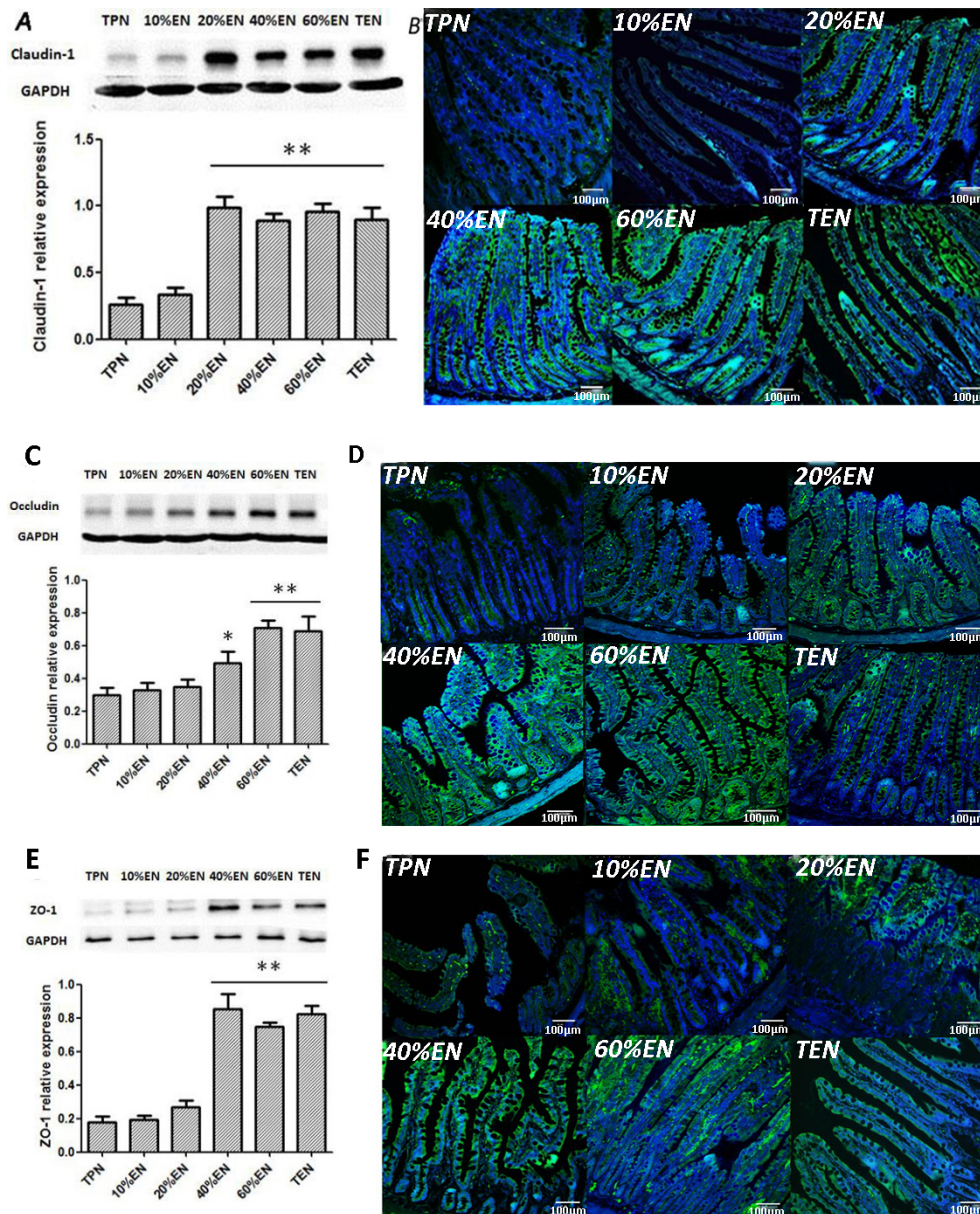 A
TPN 10%EN 20%EN 40%EN 60%EN TEN
Claudin-1
GAPDH
Claudin-1 relative expression
1.5
1.0
0.5
0.0
**
TPN 10%EN 20%EN 40%EN 60%EN TEN
B
TPN 10%EN 20%EN
100μm 100μm 100μm
40%EN 60%EN TEN
100μm 100μm 100μm
C
TPN 10%EN 20%EN 40%EN 60%EN TEN
Occludin
GAPDH
Occludin relative expression
1.0
0.8
0.6
0.4
0.2
0.0
* **
TPN 10%EN 20%EN 40%EN 60%EN TEN
D
TPN 10%EN 20%EN
100μm 100μm 100μm
40%EN 60%EN TEN
100μm 100μm 100μm
E
TPN 10%EN 20%EN 40%EN 60%EN TEN
ZO-1
GAPDH
ZO-1 relative expression
1.0
0.8
0.6
0.4
0.2
0.0
**
TPN 10%EN 20%EN 40%EN 60%EN TEN
F
TPN 10%EN 20%EN
100μm 100μm 100μm
40%EN 60%EN TEN
100μm 100μm 100μm